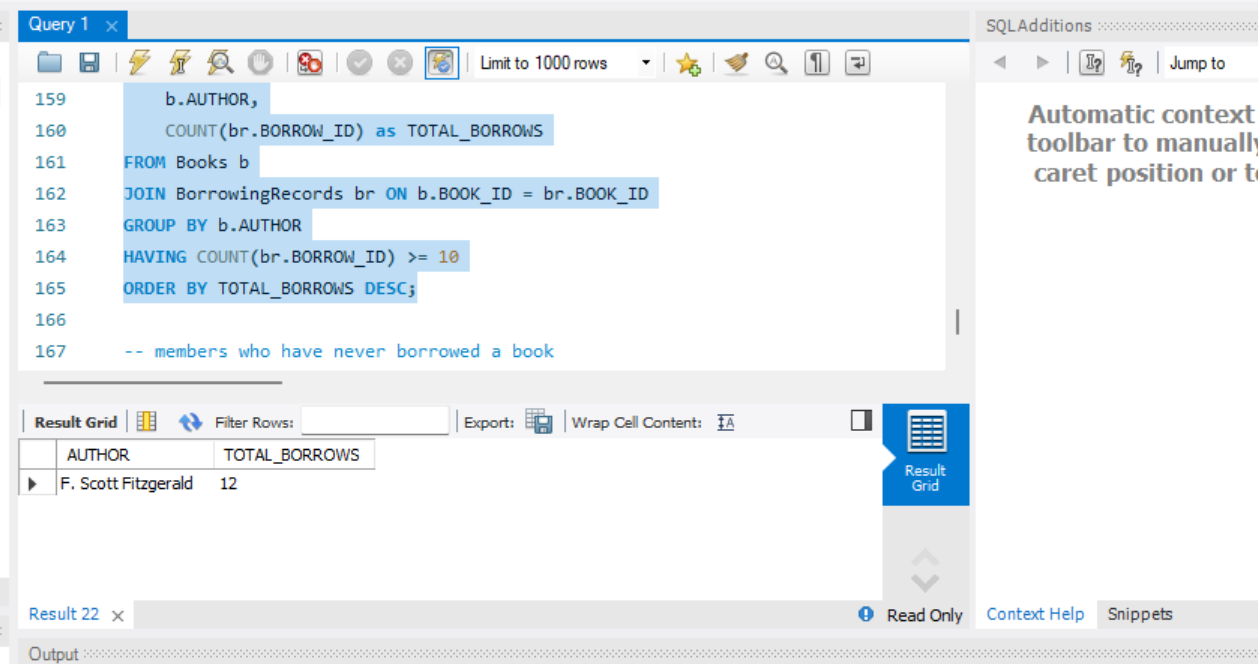 Query 1
SQLAdditions
Limit to 1000 rows
Jump to
159 b.AUTHOR,
160 COUNT(br.BORROW_ID) as TOTAL_BORROWS
161 FROM Books b
162 JOIN BorrowingRecords br ON b.BOOK_ID = br.BOOK_ID
163 GROUP BY b.AUTHOR
164 HAVING COUNT(br.BORROW_ID) >= 10
165 ORDER BY TOTAL_BORROWS DESC;
166
167 -- members who have never borrowed a book
Automatic context
toolbar to manually
caret position or t
Result Grid Filter Rows: Export: Wrap Cell Content: IA
AUTHOR TOTAL_BORROWS
F. Scott Fitzgerald 12
Result
Grid
Result 22
Read Only
Context Help Snippets
Output